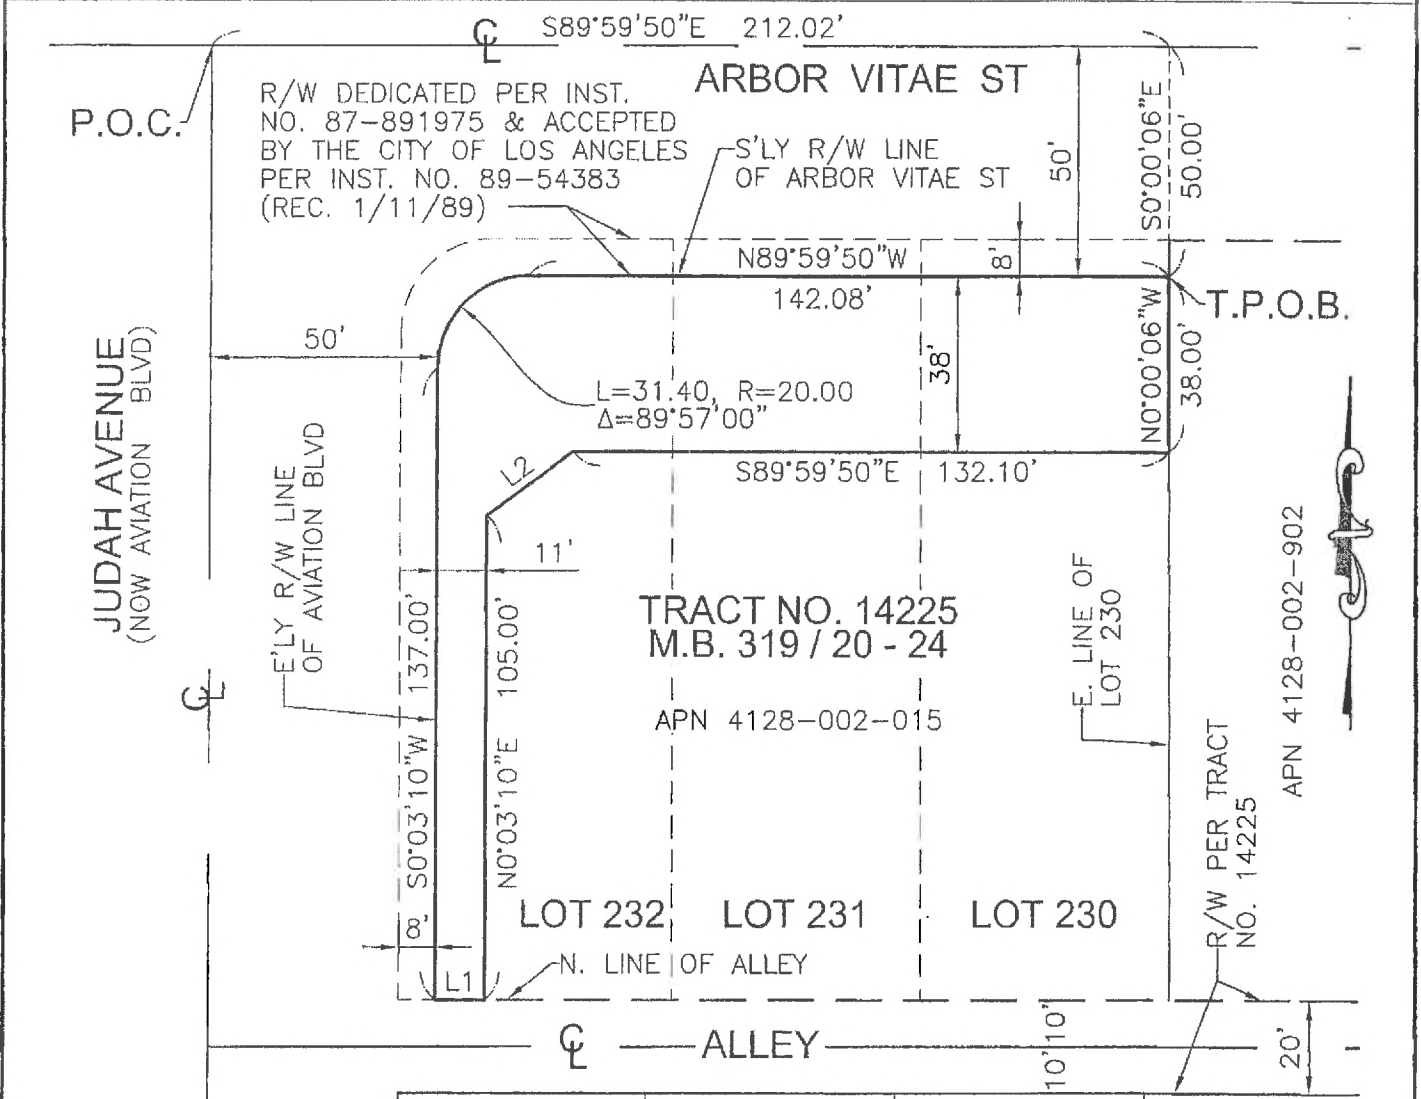 S89°59'50"E 212.02'
C
L
ARBOR VITAE ST
P.O.C.
R/W DEDICATED PER INST.
NO. 87-891975 & ACCEPTED
BY THE CITY OF LOS ANGELES
PER INST. NO. 89-54383
(REC. 1/11/89)
S'LY R/W LINE
OF ARBOR VITAE ST
50'
S0°00'06"E
50.00'
N89°59'50"W
142.08'
8'
T.P.O.B.
50'
38'
N0°00'06"W
38.00'
L=31.40, R=20.00
Δ=89°57'00"
JUDAH AVENUE
(NOW AVIATION BLVD)
L2
S89°59'50"E 132.10'
E'LY R/W LINE
OF AVIATION BLVD
11'
S0°03'10"W 137.00'
N0°03'10"E 105.00'
TRACT NO. 14225
M.B. 319 / 20 - 24
APN 4128-002-015
E. LINE OF
LOT 230
APN 4128-002-902
C
L
R/W PER TRACT
NO. 14225
LOT 232
LOT 231
LOT 230
8'
L1
N. LINE OF ALLEY
C
L
ALLEY
10'
10'
20'